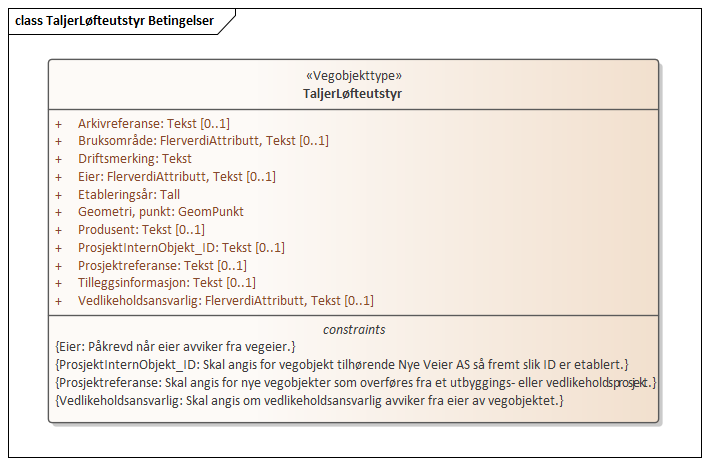 class TaljerLøfteutstyr Betingelser
«Vegobjekttype»
TaljerLøfteutstyr
+ Arkivreferanse: Tekst [0..1]
+ Bruksområde: FlerverdiAttributt, Tekst [0..1]
+ Driftsmerking: Tekst
+ Eier: FlerverdiAttributt, Tekst [0..1]
+ Etableringsår: Tall
+ Geometri, punkt: GeomPunkt
+ Produsent: Tekst [0..1]
+ ProsjektInternObjekt_ID: Tekst [0..1]
+ Prosjektreferanse: Tekst [0..1]
+ Tilleggsinformasjon: Tekst [0..1]
+ Vedlikeholdsansvarlig: FlerverdiAttributt, Tekst [0..1]
constraints
{Eier: Påkrevd når eier avviker fra vegeier.}
{ProsjektInternObjekt_ID: Skal angis for vegobjekt tilhørende Nye Veier AS så fremt slik ID er etablert.}
{Prosjektreferanse: Skal angis for nye vegobjekter som overføres fra et utbyggings- eller vedlikeholdsprosjekt.}
{Vedlikeholdsansvarlig: Skal angis om vedlikeholdsansvarlig avviker fra eier av vegobjektet.}